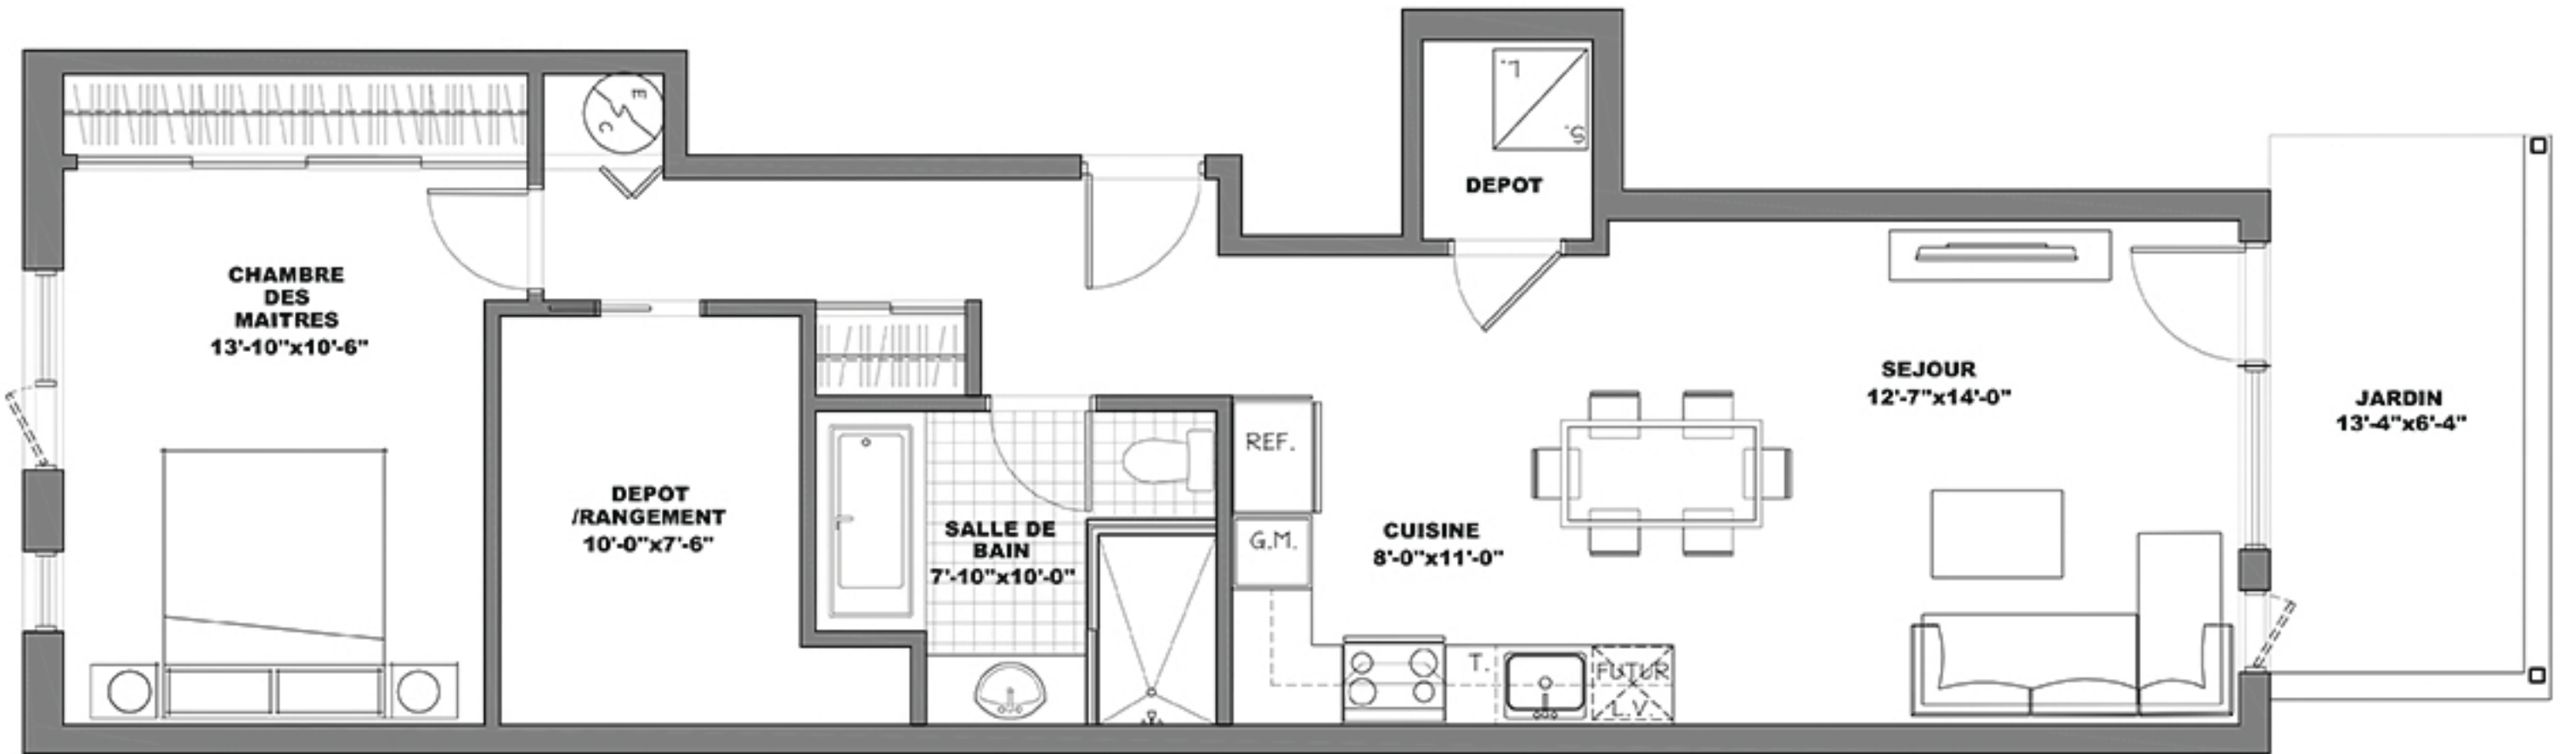 L.
S.
DEPOT
E
C
CHAMBRE
DES
MAITRES
13'-10"x10'-6"
DEPOT
/RANGEMENT
10'-0"x7'-6"
SALLE DE
BAIN
7'-10"x10'-0"
REF.
G.M.
CUISINE
8'-0"x11'-0"
T.
FUTUR
L.V.
SEJOUR
12'-7"x14'-0"
JARDIN
13'-4"x6'-4"